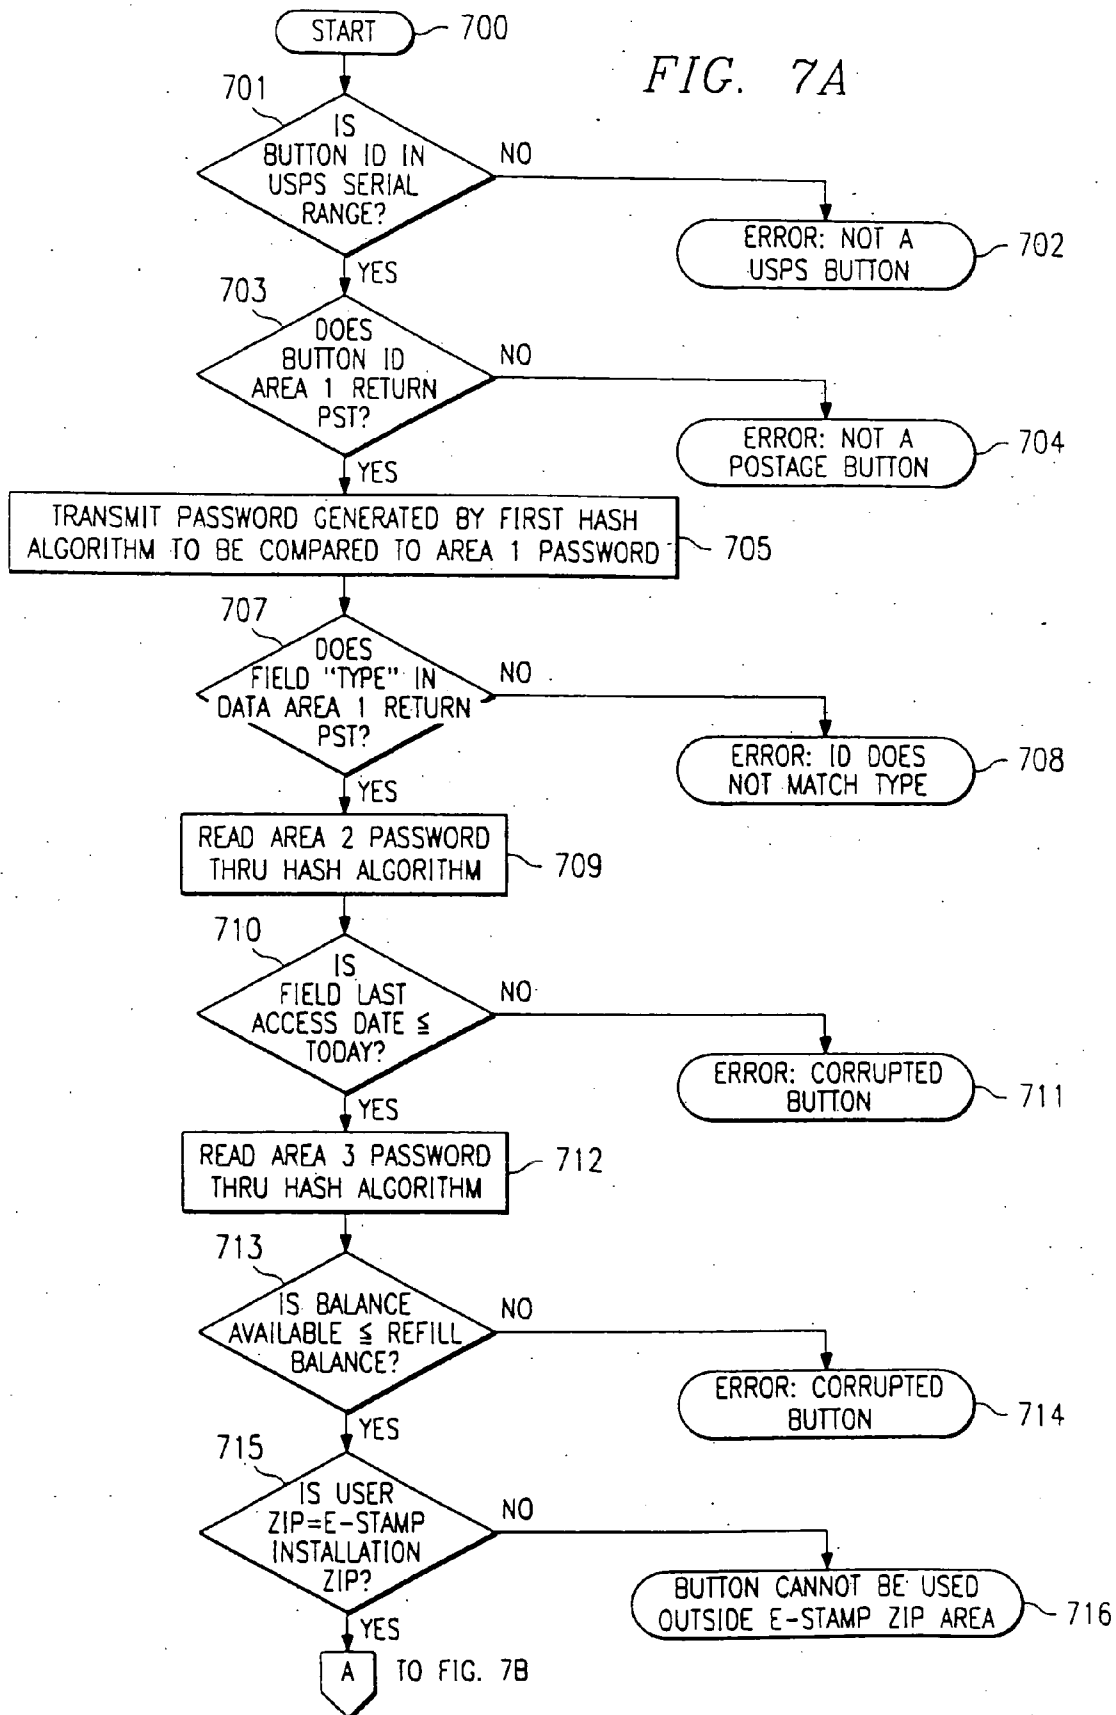 START
700
FIG. 7A
701
IS
BUTTON ID IN
USPS SERIAL
RANGE?
NO
YES
ERROR: NOT A
USPS BUTTON
702
703
DOES
BUTTON ID
AREA 1 RETURN
PST?
NO
YES
ERROR: NOT A
POSTAGE BUTTON
704
TRANSMIT PASSWORD GENERATED BY FIRST HASH
ALGORITHM TO BE COMPARED TO AREA 1 PASSWORD
705
707
DOES
FIELD "TYPE" IN
DATA AREA 1 RETURN
PST?
NO
YES
ERROR: ID DOES
NOT MATCH TYPE
708
READ AREA 2 PASSWORD
THRU HASH ALGORITHM
709
710
IS
FIELD LAST
ACCESS DATE ≦
TODAY?
NO
YES
ERROR: CORRUPTED
BUTTON
711
READ AREA 3 PASSWORD
THRU HASH ALGORITHM
712
713
IS BALANCE
AVAILABLE ≦ REFILL
BALANCE?
NO
YES
ERROR: CORRUPTED
BUTTON
714
715
IS USER
ZIP=E-STAMP
INSTALLATION
ZIP?
NO
YES
BUTTON CANNOT BE USED
OUTSIDE E-STAMP ZIP AREA
716
A
TO FIG. 7B